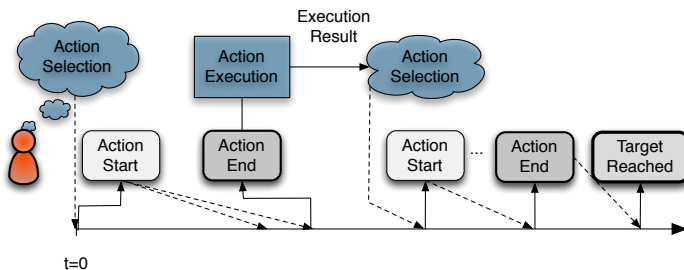 Execution
Result
Action
Selection
Action
Execution
Action
Selection
Action
Start
Action
End
Action
Start
...
Action
End
Target
Reached
t=0